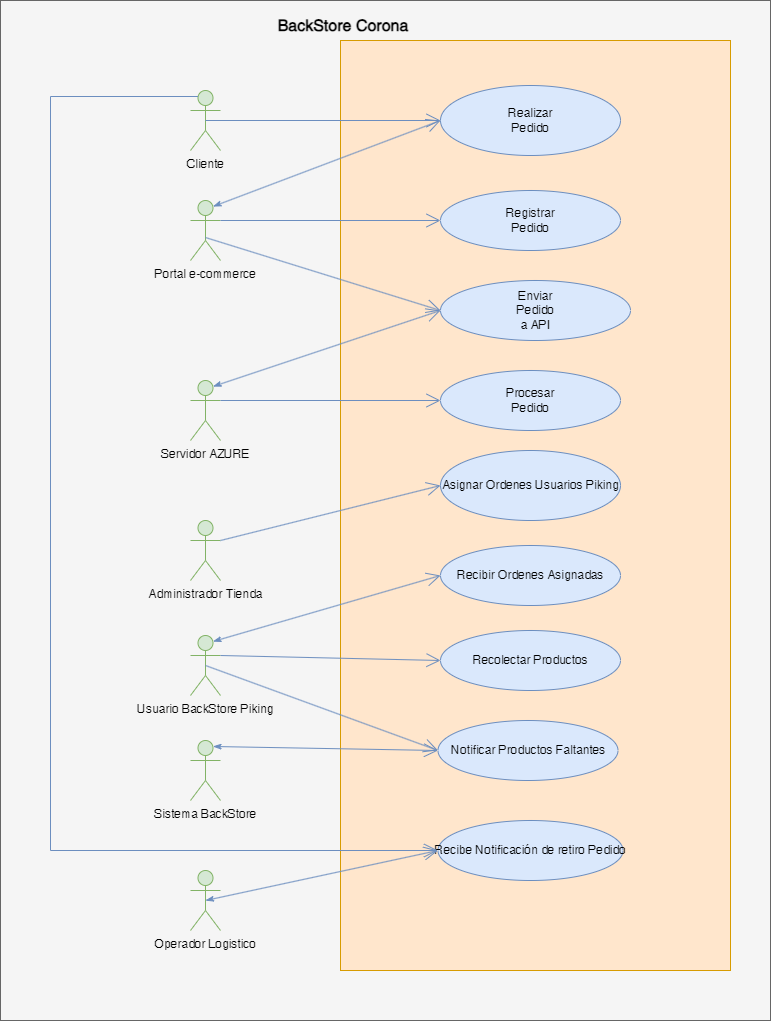 BackStore Corona
Realizar
Pedido
Cliente
Registrar
Pedido
Portal e-commerce
Enviar
Pedido
a API
Procesar
Pedido
Servidor AZURE
Asignar Ordenes Usuarios Piking
Administrador Tienda
Recibir Ordenes Asignadas
Recolectar Productos
Usuario BackStore Piking
Notificar Productos Faltantes
Sistema BackStore
Recibe Notificación de retiro Pedido
Operador Logistico